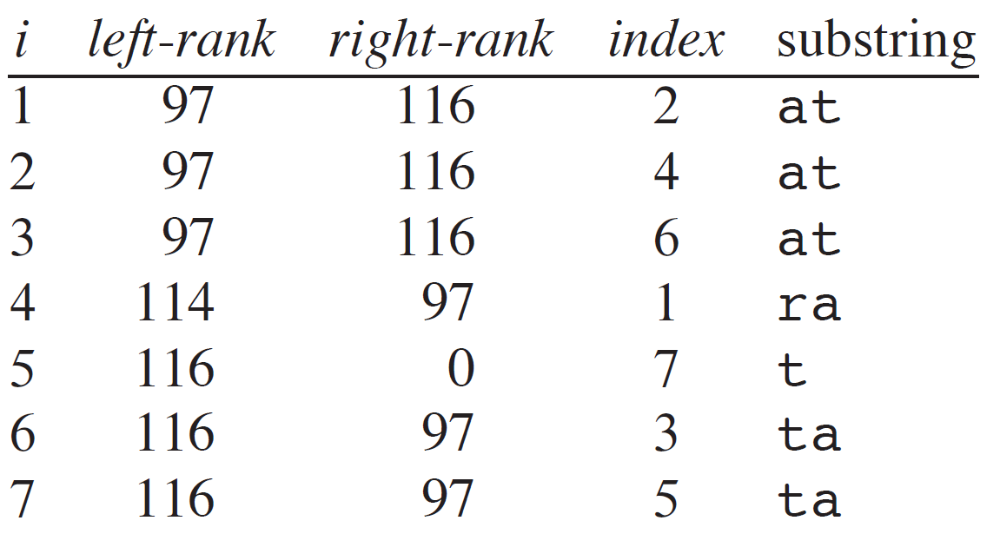 i left-rank right-rank index substring
1 97 116 2 at
2 97 116 4 at
3 97 116 6 at
4 114 97 1 ra
5 116 0 7 t
6 116 97 3 ta
7 116 97 5 ta